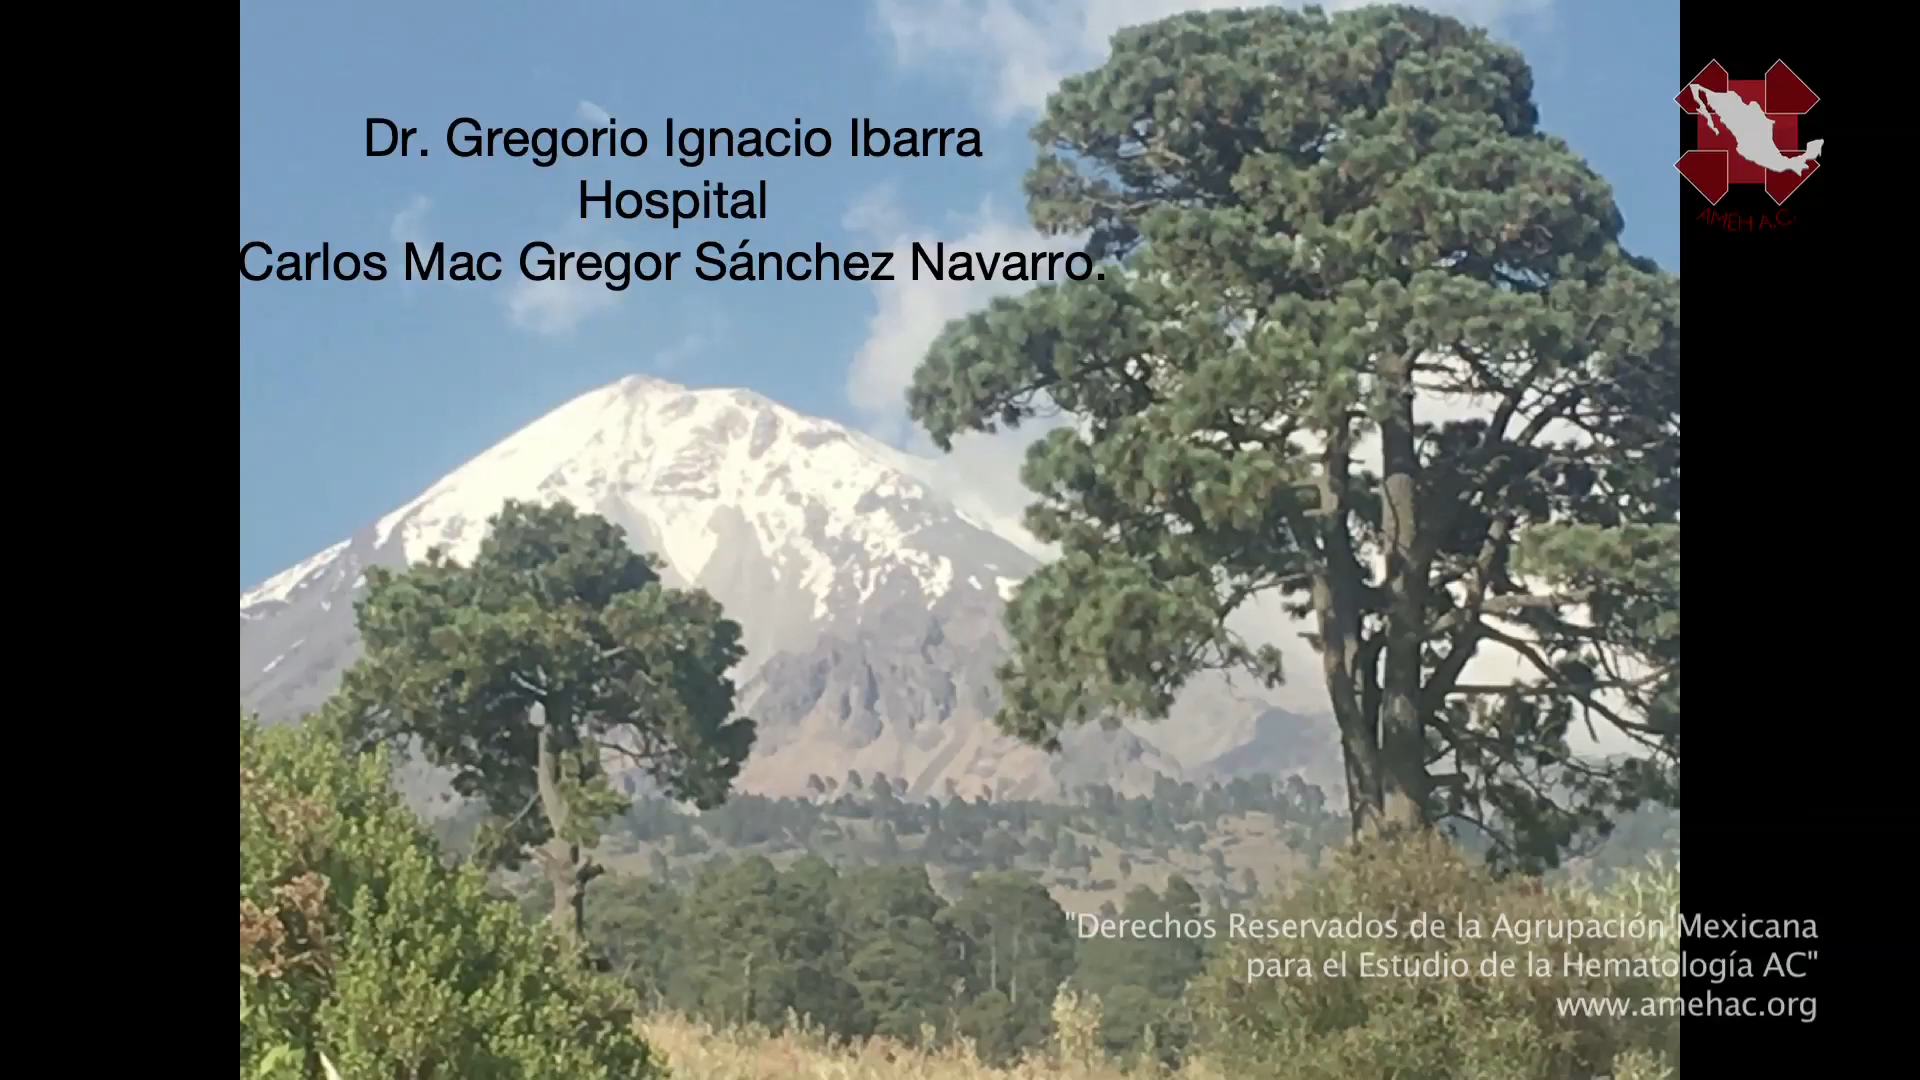 Dr. Gregorio Ignacio Ibarra
Hospital
Carlos Mac Gregor Sánchez Navarro.
AMEH A.C.
"Derechos Reservados de la Agrupación Mexicana
para el Estudio de la Hematología AC"
www.amehac.org